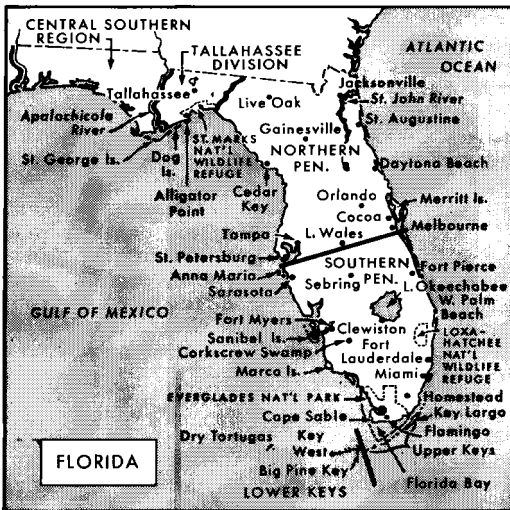 CENTRAL SOUTHERN
REGION
TALLAHASSEE
DIVISION
ATLANTIC
OCEAN
Tallahassee
Jacksonville
Live Oak
St. John River
Apalachicola
River
Gainesville
St. Augustine
St. George Is.
Dog
Is.
ST. MARKS
NAT'L
WILDLIFE
REFUGE
NORTHERN
PEN.
Daytona Beach
Alligator
Point
Cedar
Key
Orlando
Merritt Is.
Cocoa
Melbourne
Tampa
L. Wales
St. Petersburg
SOUTHERN
PEN.
Fort Pierce
Anna Maria
Sebring
L. Okeechobee
Sarasota
W. Palm
Beach
GULF OF MEXICO
Fort Myers
Clewiston
LOXA-
HATCHEE
NAT'L
WILDLIFE
REFUGE
Sanibel Is.
Fort
Lauderdale
Corkscrew Swamp
Miami
Marco Is.
Homestead
EVERGLADES NAT'L PARK
Key Largo
Cape Sable
Flamingo
Dry Tortugas
Key
West
Upper Keys
Big Pine Key
Florida Bay
LOWER KEYS
FLORIDA